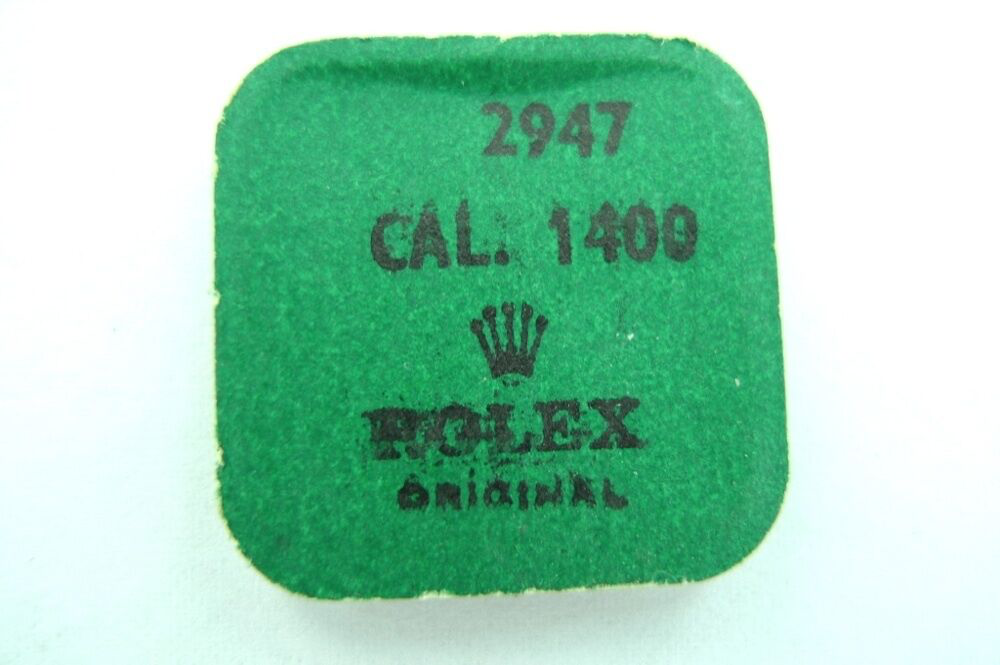 2947
CAL. 1400
ROLEX
ORIGINAL